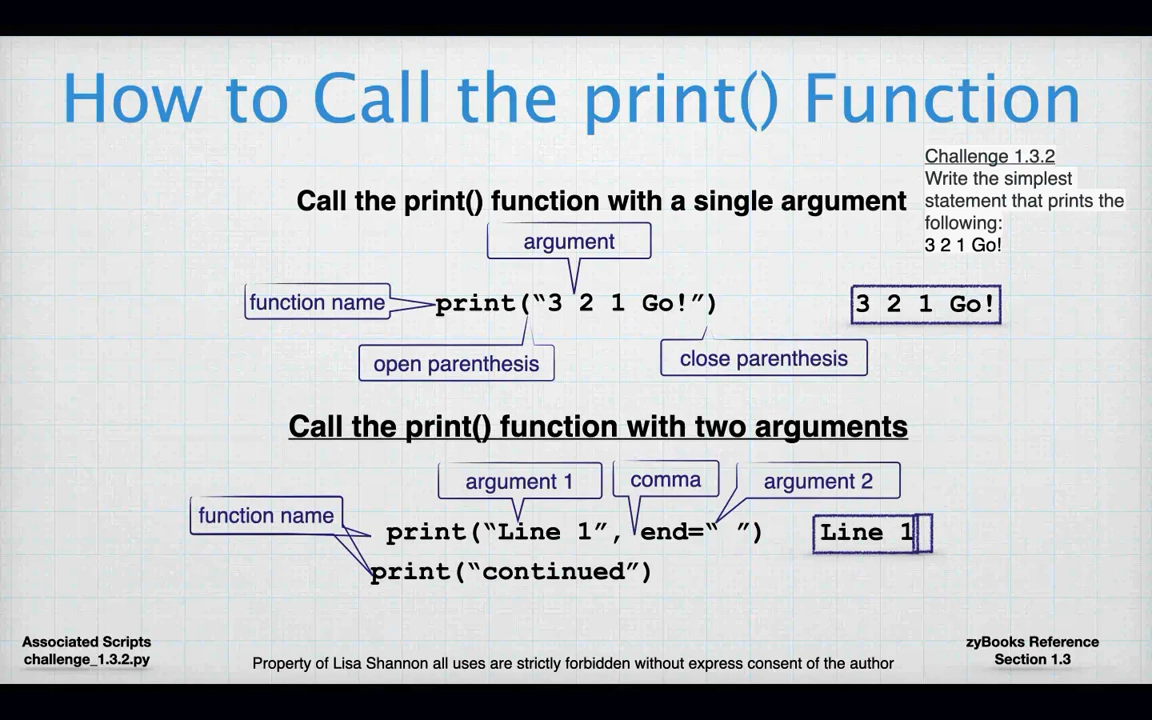 How to Call the print() Function
Challenge 1.3.2
Write the simplest
statement that prints the
following:
3 2 1 Go!
Call the print() function with a single argument
argument
function name
print(“3 2 1 Go!”)
3 2 1 Go!
open parenthesis
close parenthesis
Call the print() function with two arguments
argument 1
comma
argument 2
function name
print(“Line 1”, end=“ ”)
Line 1
print(“continued”)
Associated Scripts
challenge_1.3.2.py
Property of Lisa Shannon all uses are strictly forbidden without express consent of the author
zyBooks Reference
Section 1.3